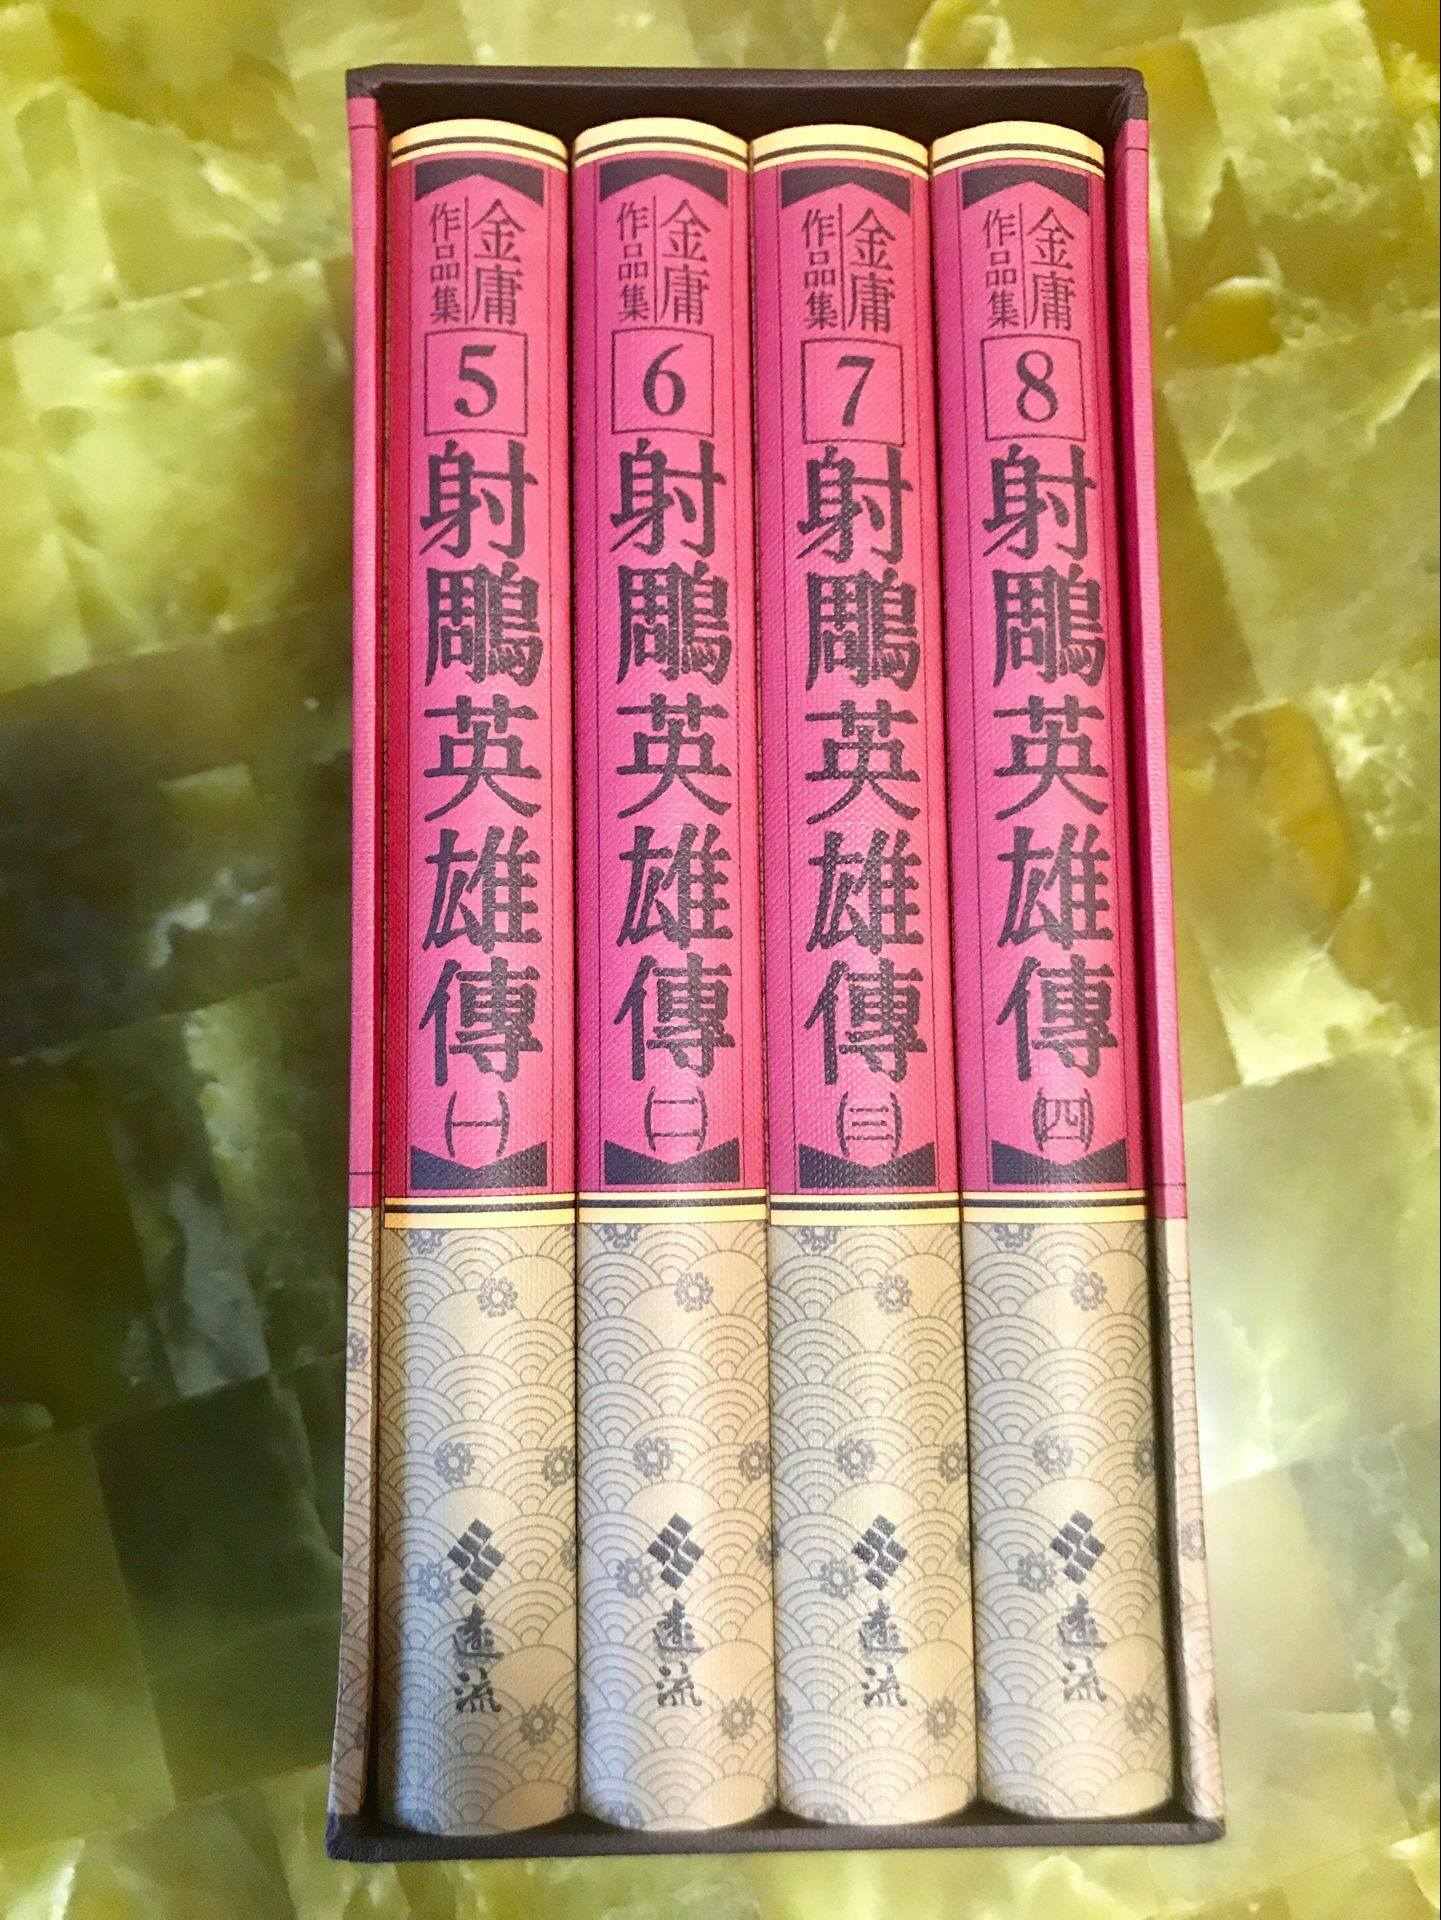 金庸
作品集
5
射鵰英雄傳
(一)
遠流
金庸
作品集
6
射鵰英雄傳
(二)
遠流
金庸
作品集
7
射鵰英雄傳
(三)
遠流
金庸
作品集
8
射鵰英雄傳
(四)
遠流